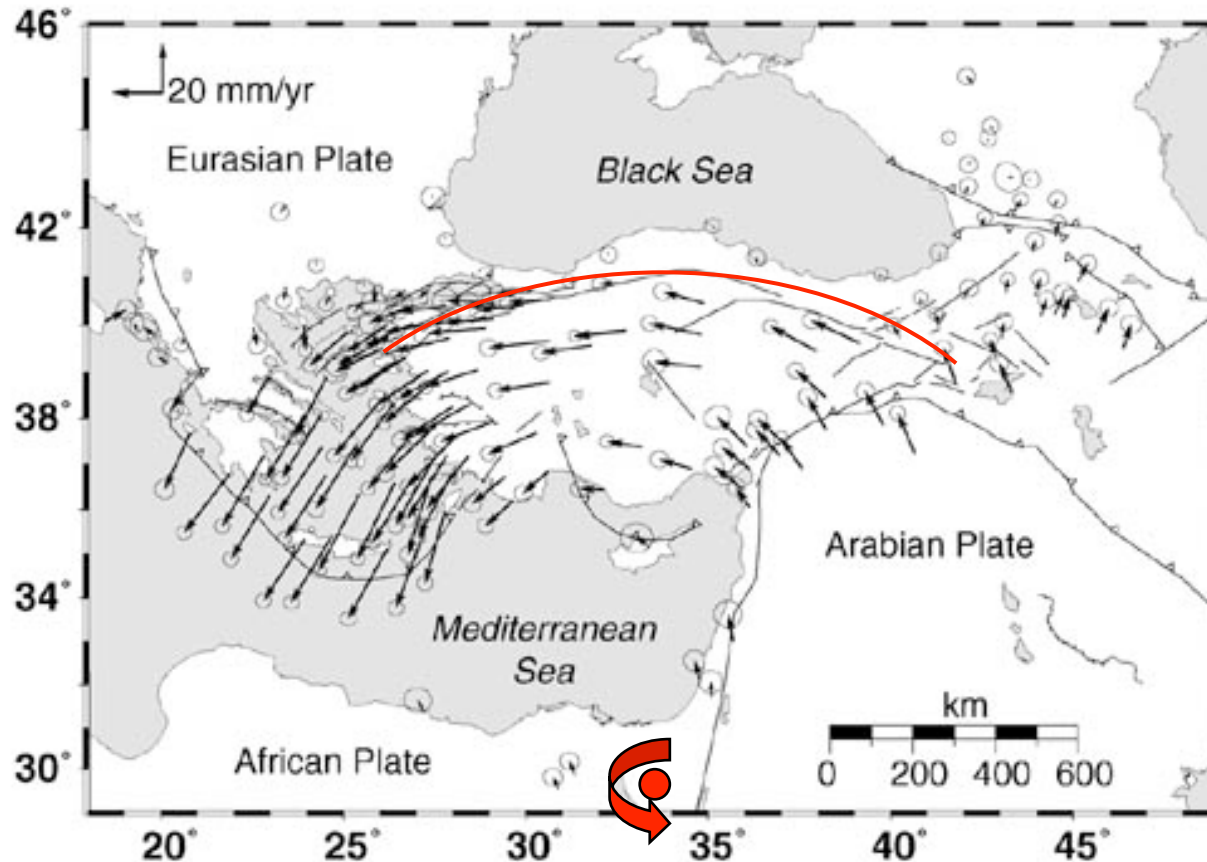 46°
20 mm/yr
Eurasian Plate
Black Sea
42°
38°
Arabian Plate
34°
Mediterranean
Sea
km
African Plate
30°
0 200 400 600
20° 25° 30° 35° 40° 45°